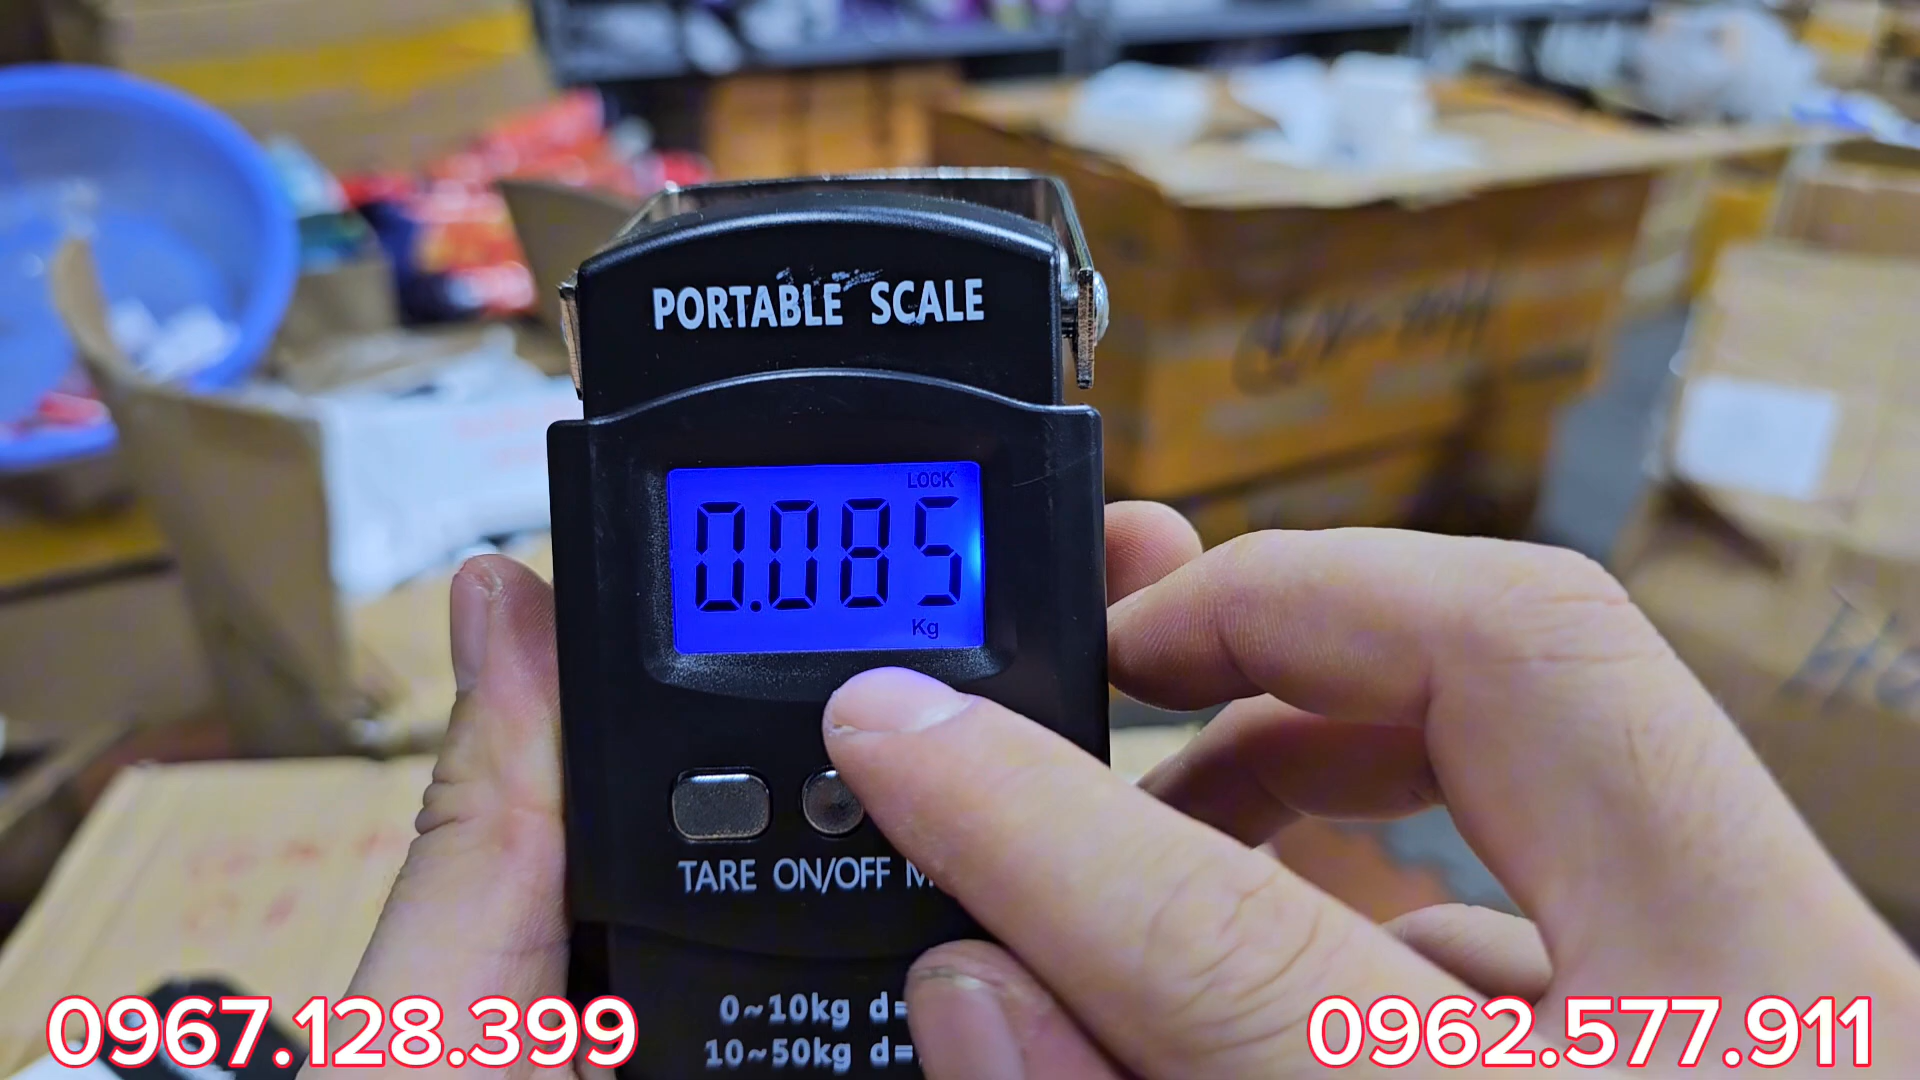 PORTABLE SCALE
LOCK
0.085
Kg
TARE ON/OFF M
0~10kg d=
10~50kg d=
0967.128.399
0962.577.911